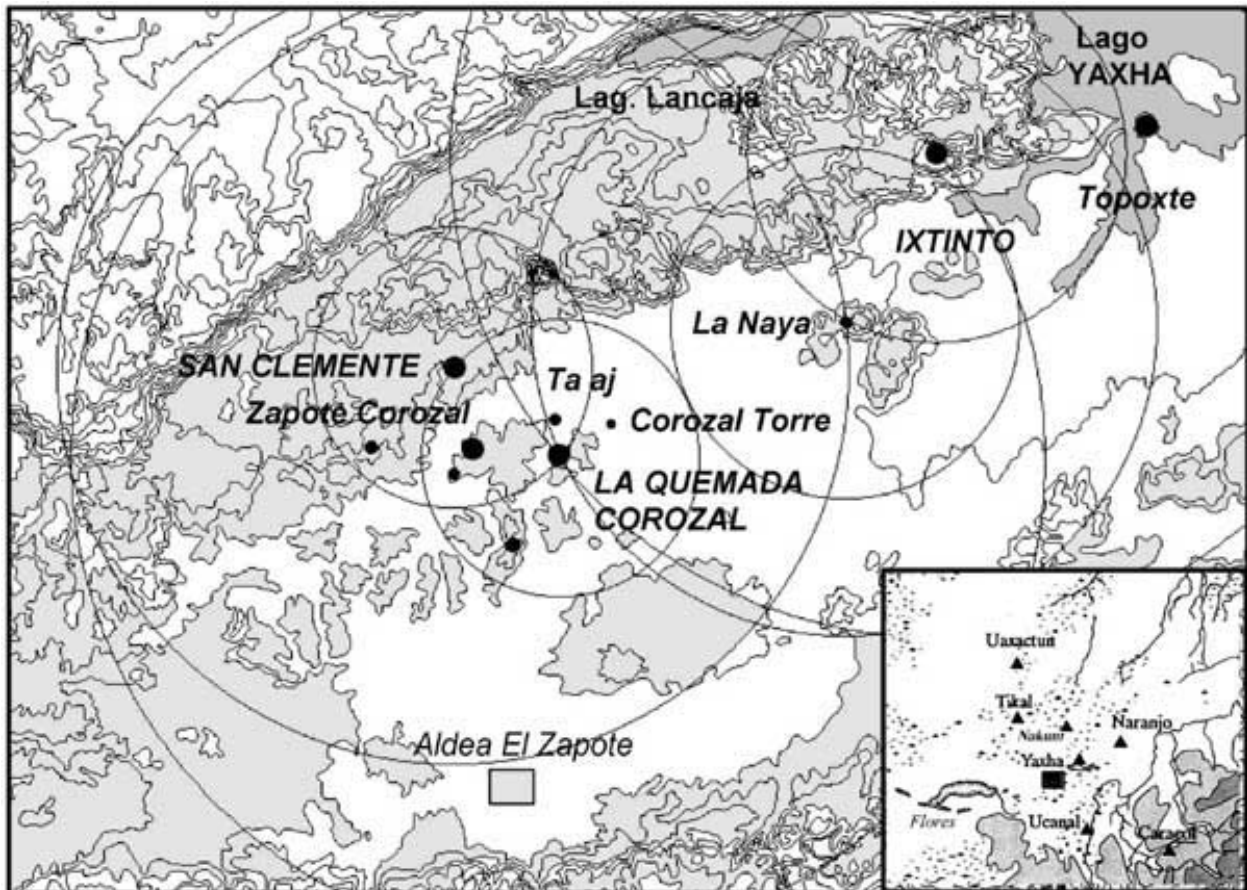 Lago
YAXHA
Lag. Lancaja
Topoxte
IXTINTO
La Naya
SAN CLEMENTE
Ta aj
Zapote Corozal
Corozal Torre
LA QUEMADA
COROZAL
Aldea El Zapote
Uaxactun
Tikal
Nakum
Naranjo
Yaxha
Flores
Ucanal
Caracol